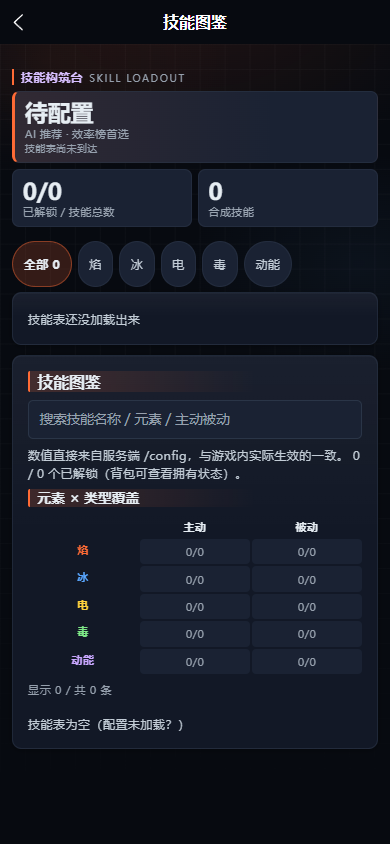 技能图鉴
技能构筑台 SKILL LOADOUT
待配置
AI 推荐 · 效率榜首选
技能表尚未到达
0/0
已解锁 / 技能总数
0
合成技能
全部 0
焰
冰
电
毒
动能
技能表还没加载出来
技能图鉴
搜索技能名称 / 元素 / 主动被动
数值直接来自服务端 /config，与游戏内实际生效的一致。 0
/ 0 个已解锁（背包可查看拥有状态）。
元素 × 类型覆盖
主动 被动
焰 0/0 0/0
冰 0/0 0/0
电 0/0 0/0
毒 0/0 0/0
动能 0/0 0/0
显示 0 / 共 0 条
技能表为空（配置未加载？）